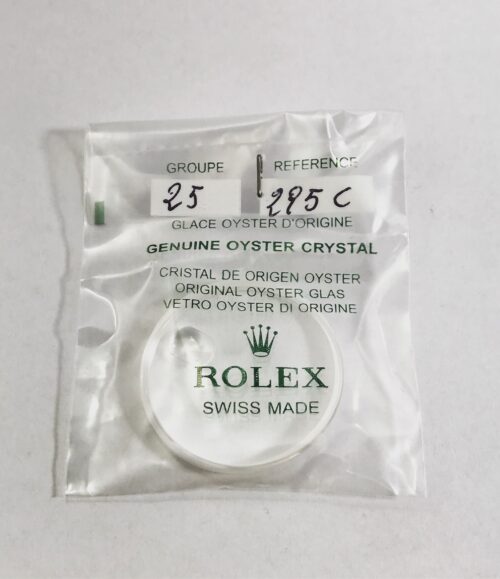 GROUPE REFERENCE
25 295 C
GLACE OYSTER D'ORIGINE
GENUINE OYSTER CRYSTAL
CRISTAL DE ORIGEN OYSTER
ORIGINAL OYSTER GLAS
VETRO OYSTER DI ORIGINE
ROLEX
SWISS MADE